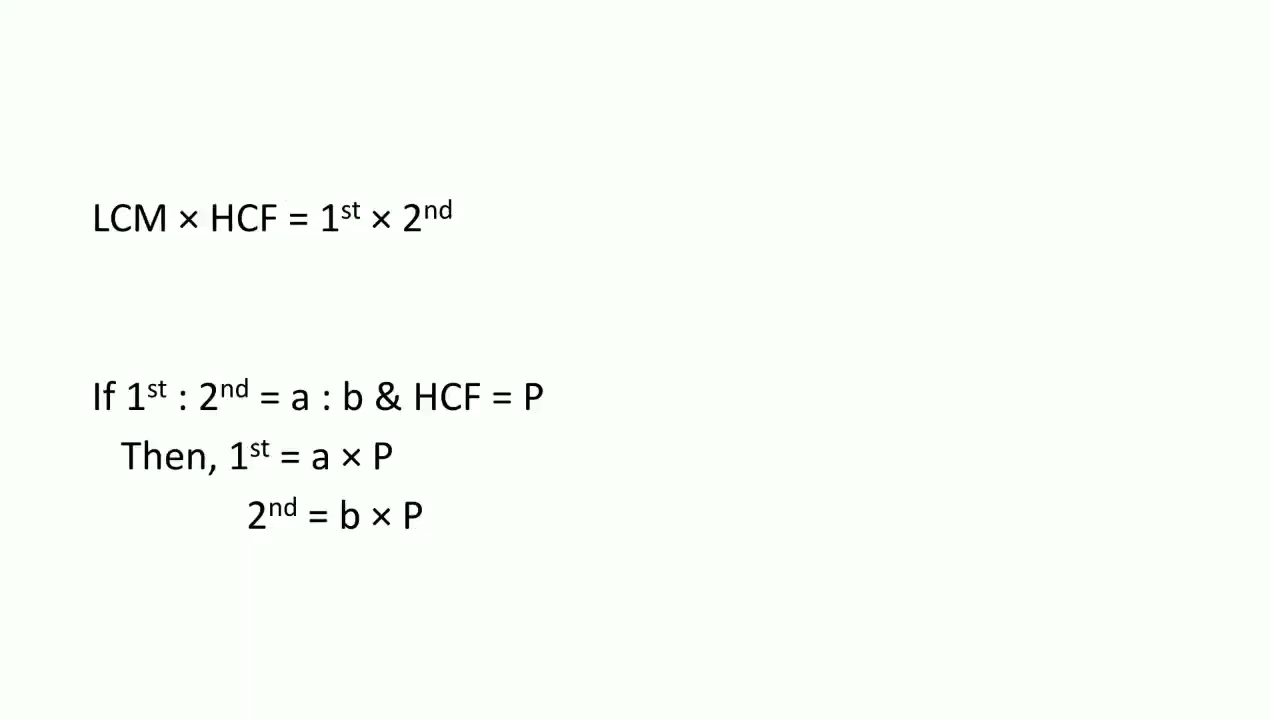 LCM × HCF = 1st × 2nd
If 1st : 2nd = a : b & HCF = P
Then, 1st = a × P
2nd = b × P